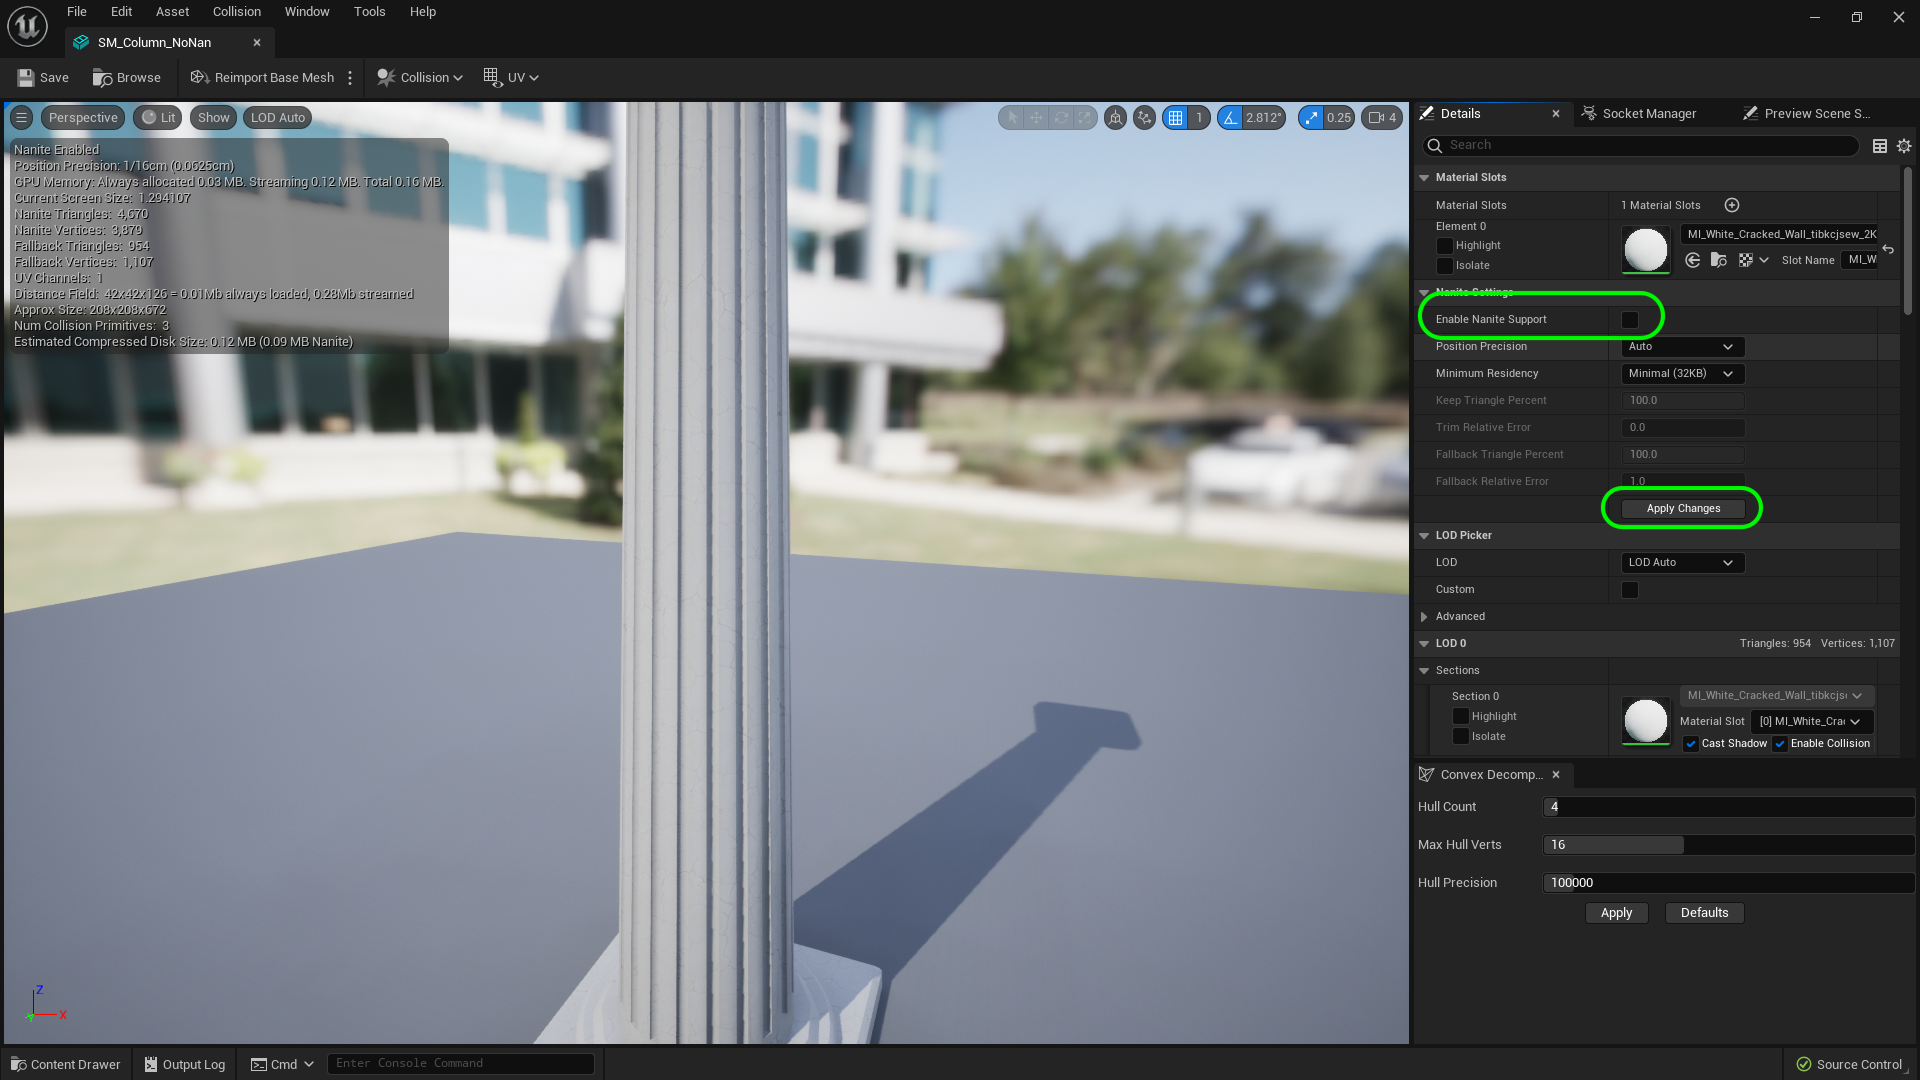 File Edit Asset Collision Window Tools Help
SM_Column_NoNan
Save Browse Reimport Base Mesh Collision UV
Perspective Lit Show LOD Auto 1 2.812° 0.25 4
Nanite Enabled
Position Precision: 1/16cm (0.0625cm)
GPU Memory: Always allocated 0.03 MB. Streaming 0.12 MB. Total 0.16 MB.
Current Screen Size: 1.294107
Nanite Triangles: 4,670
Nanite Vertices: 3,879
Fallback Triangles: 954
Fallback Vertices: 1,107
UV Channels: 1
Distance Field: 42x42x126 = 0.01Mb always loaded, 0.28Mb streamed
Approx Size: 208x208x672
Num Collision Primitives: 3
Estimated Compressed Disk Size: 0.12 MB (0.09 MB Nanite)
Z
X
Details Socket Manager Preview Scene S...
Search
Material Slots
Material Slots 1 Material Slots
Element 0
MI_White_Cracked_Wall_tibkcjsew_2K
Highlight
Isolate
Slot Name MI_W
Nanite Settings
Enable Nanite Support
Position Precision Auto
Minimum Residency Minimal (32KB)
Keep Triangle Percent 100.0
Trim Relative Error 0.0
Fallback Triangle Percent 100.0
Fallback Relative Error 1.0
Apply Changes
LOD Picker
LOD LOD Auto
Custom
Advanced
LOD 0 Triangles: 954 Vertices: 1,107
Sections
Section 0 MI_White_Cracked_Wall_tibkcjs
Highlight
Material Slot [0] MI_White_Cra
Isolate
Cast Shadow Enable Collision
Convex Decomp...
Hull Count 4
Max Hull Verts 16
Hull Precision 100000
Apply Defaults
Content Drawer Output Log Cmd Enter Console Command Source Control